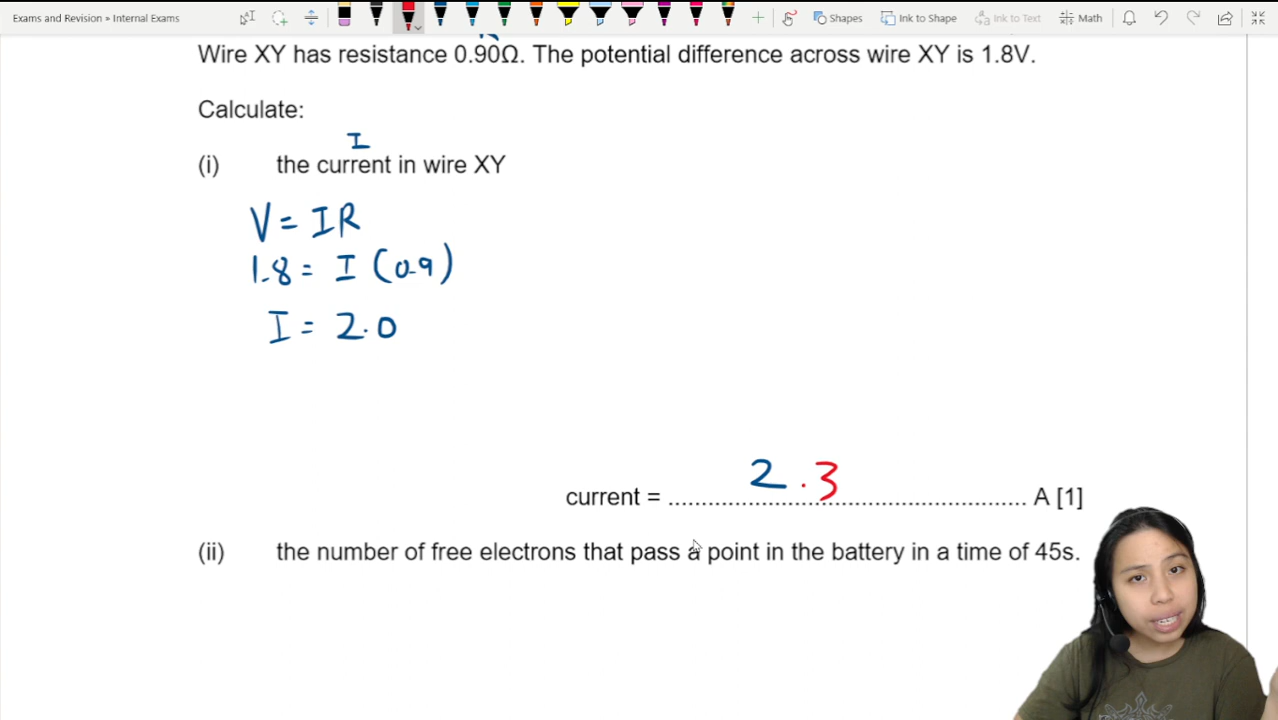 Exams and Revision » Internal Exams
Shapes
Ink to Shape
Ink to Text
Math
Wire XY has resistance 0.90Ω. The potential difference across wire XY is 1.8V.
Calculate:
I
(i) the current in wire XY
V = IR
1.8 = I (0.9)
I = 2.0
2.3
current = ........................................................ A [1]
(ii) the number of free electrons that pass a point in the battery in a time of 45s.